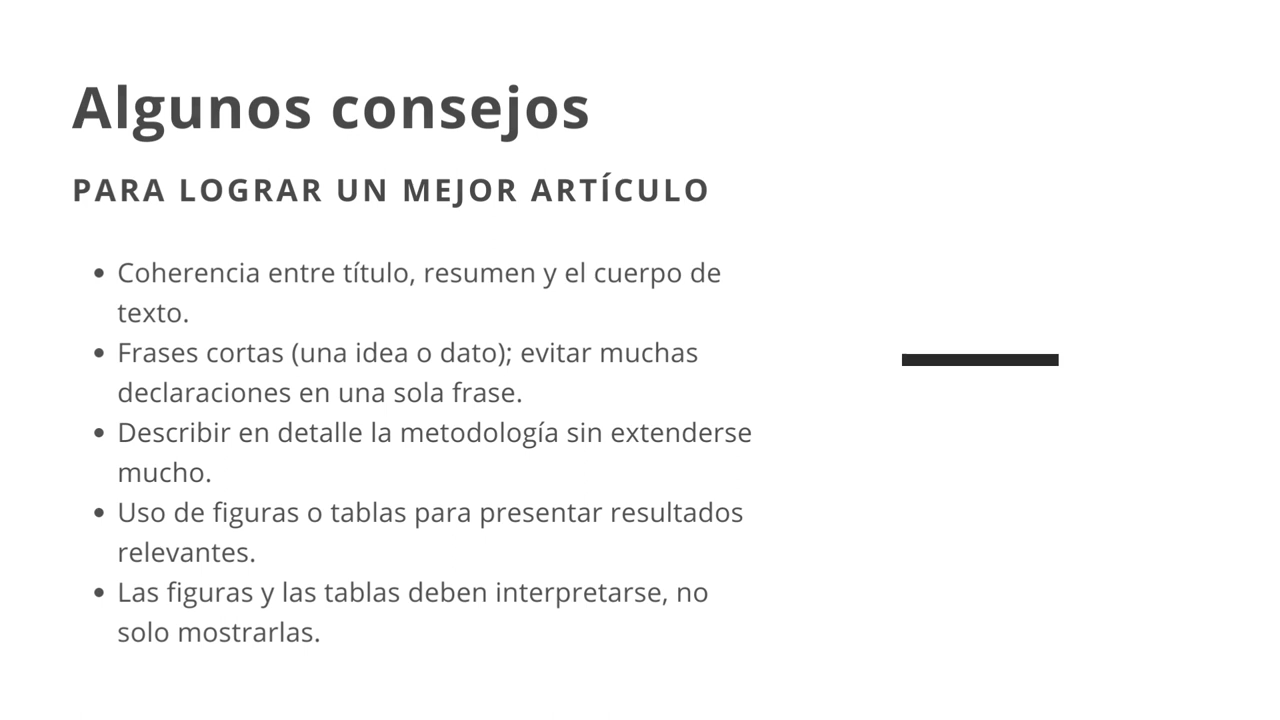 Algunos consejos
PARA LOGRAR UN MEJOR ARTÍCULO
• Coherencia entre título, resumen y el cuerpo de
texto.
• Frases cortas (una idea o dato); evitar muchas
declaraciones en una sola frase.
• Describir en detalle la metodología sin extenderse
mucho.
• Uso de figuras o tablas para presentar resultados
relevantes.
• Las figuras y las tablas deben interpretarse, no
solo mostrarlas.